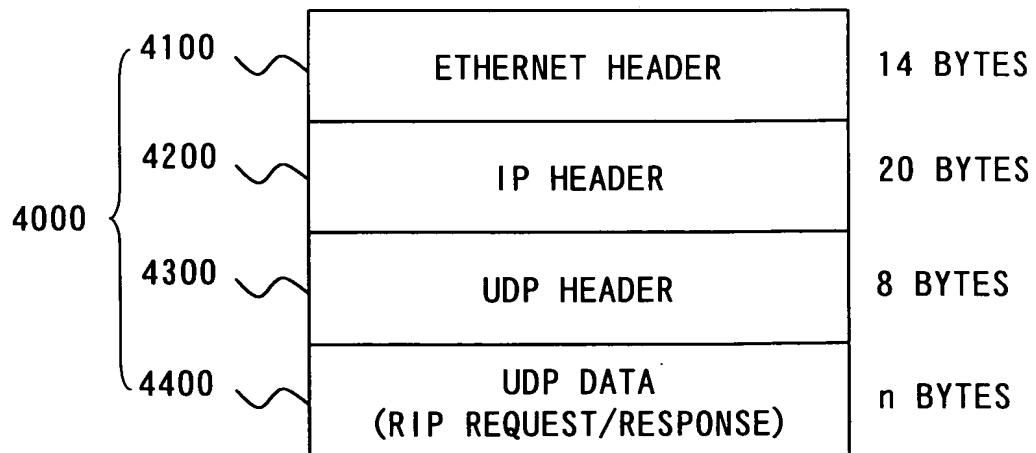 4100 ETHERNET HEADER 14 BYTES
4200 IP HEADER 20 BYTES
4000
4300 UDP HEADER 8 BYTES
4400 UDP DATA n BYTES
(RIP REQUEST/RESPONSE)